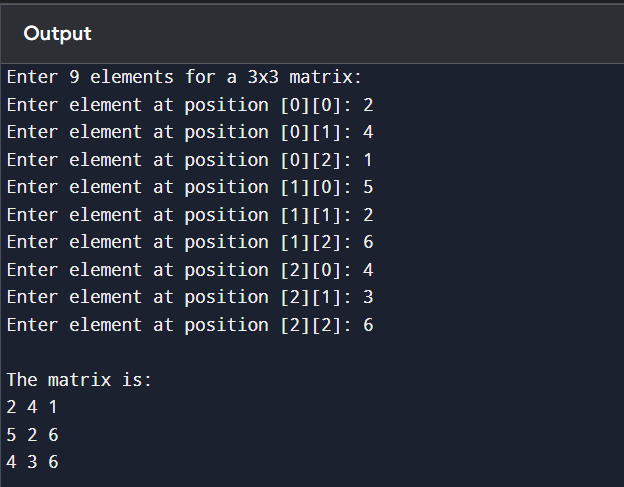 Output
Enter 9 elements for a 3x3 matrix:
Enter element at position [0][0]: 2
Enter element at position [0][1]: 4
Enter element at position [0][2]: 1
Enter element at position [1][0]: 5
Enter element at position [1][1]: 2
Enter element at position [1][2]: 6
Enter element at position [2][0]: 4
Enter element at position [2][1]: 3
Enter element at position [2][2]: 6
The matrix is:
2 4 1
5 2 6
4 3 6